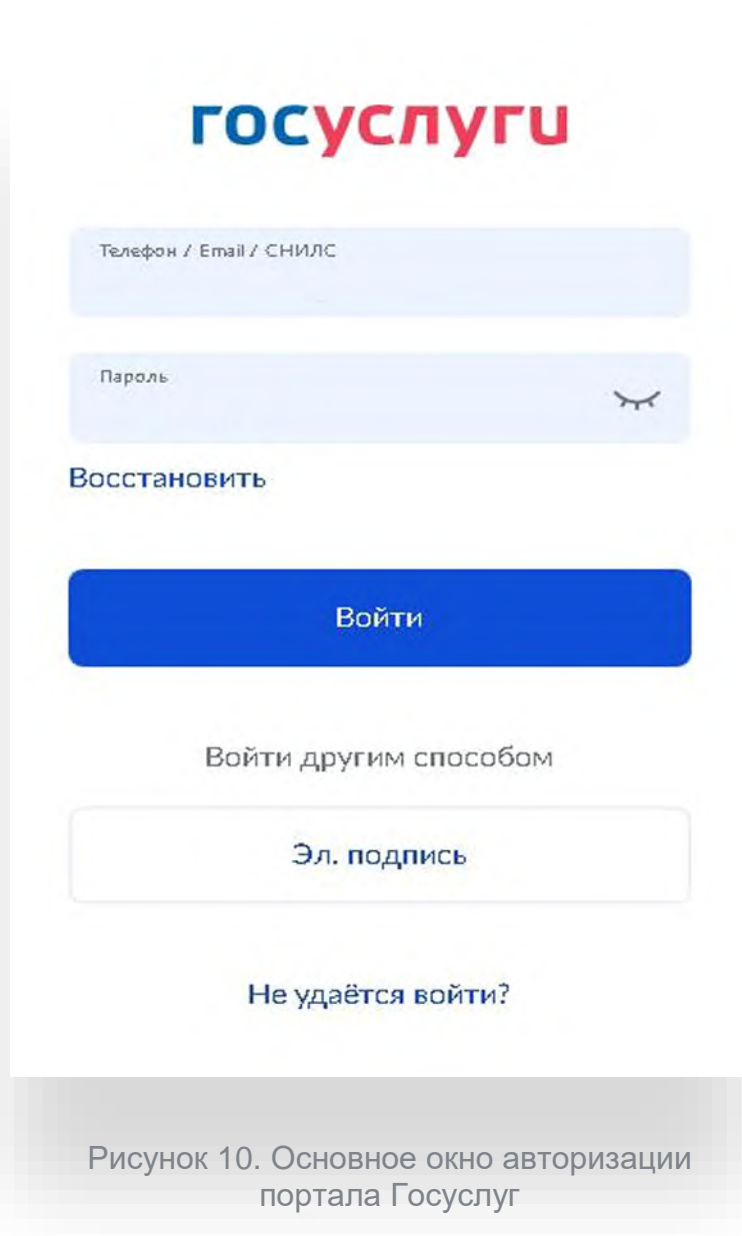 госуслуги
Телефон / Email / СНИЛС
Пароль
Восстановить
Войти
Войти другим способом
Эл. подпись
Не удаётся войти?
Рисунок 10. Основное окно авторизации
портала Госуслуг